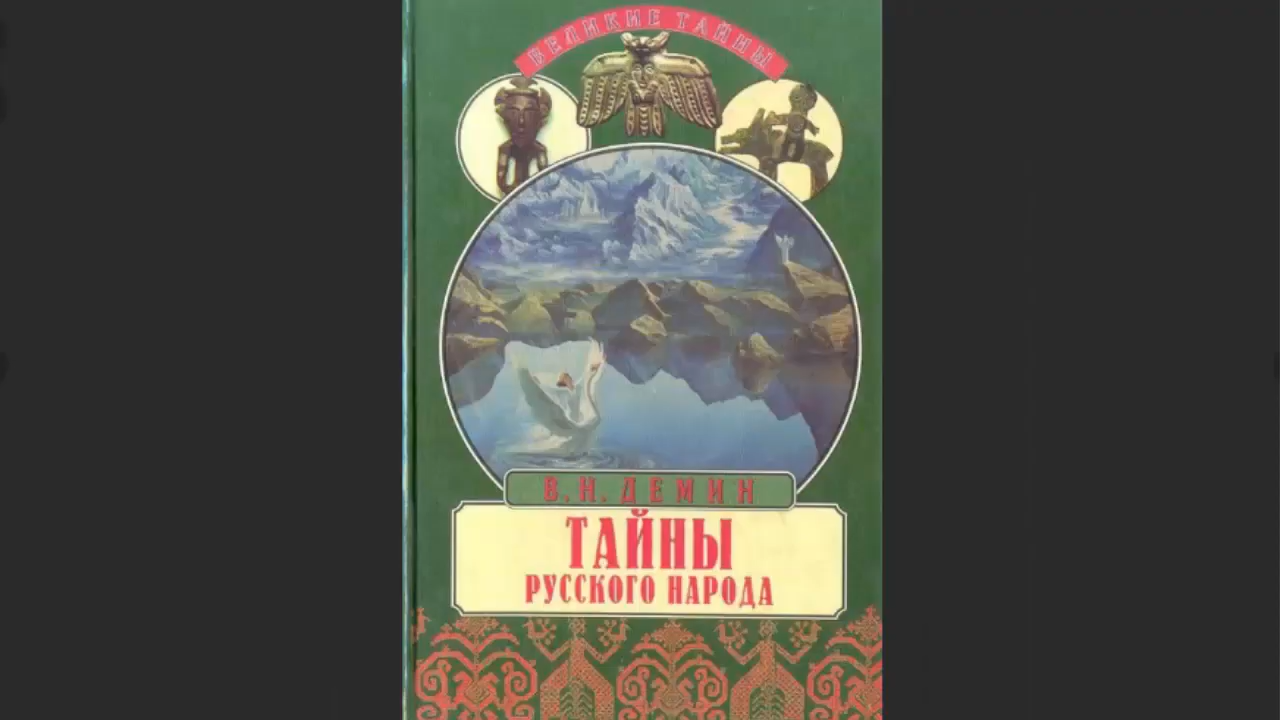 ВЕЛИКИЕ ТАЙНЫ
В. Н. ДЕМИН
ТАЙНЫ
РУССКОГО НАРОДА